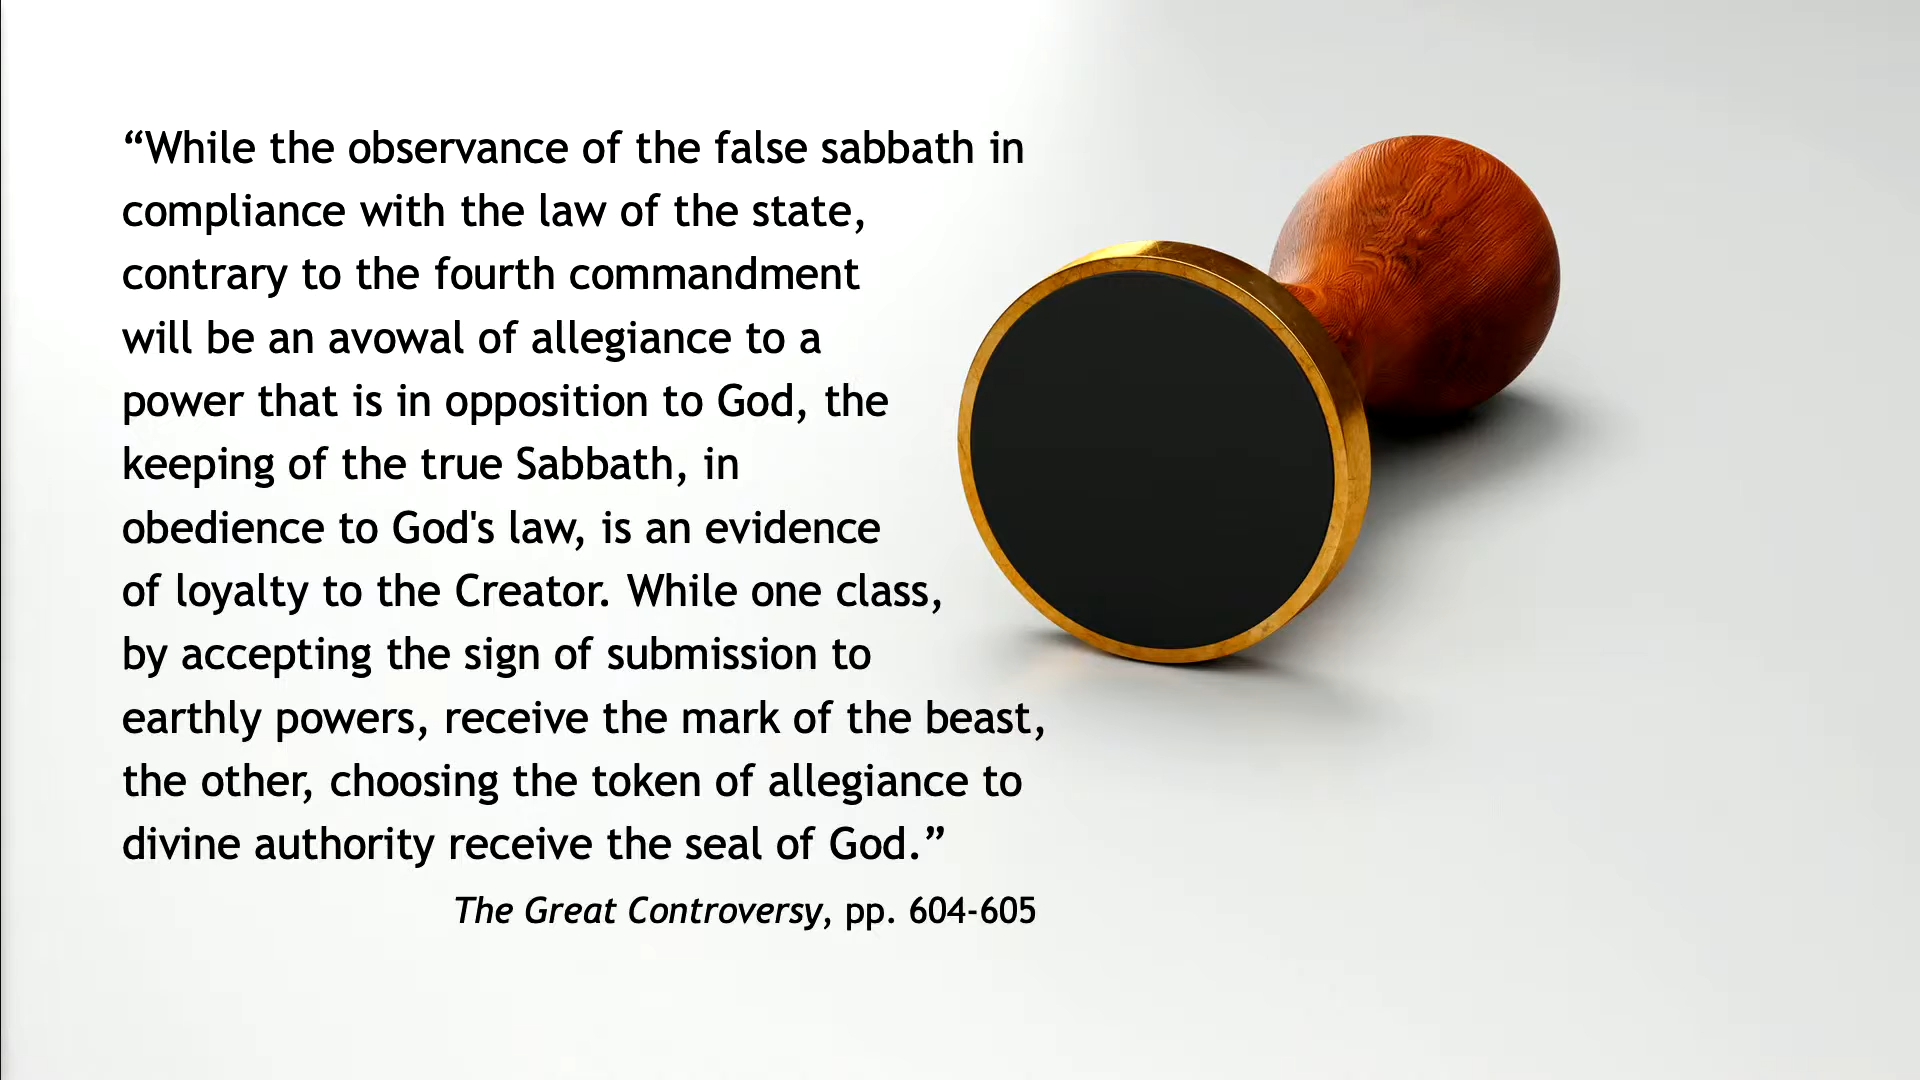 “While the observance of the false sabbath in
compliance with the law of the state,
contrary to the fourth commandment
will be an avowal of allegiance to a
power that is in opposition to God, the
keeping of the true Sabbath, in
obedience to God's law, is an evidence
of loyalty to the Creator. While one class,
by accepting the sign of submission to
earthly powers, receive the mark of the beast,
the other, choosing the token of allegiance to
divine authority receive the seal of God.”
The Great Controversy, pp. 604-605